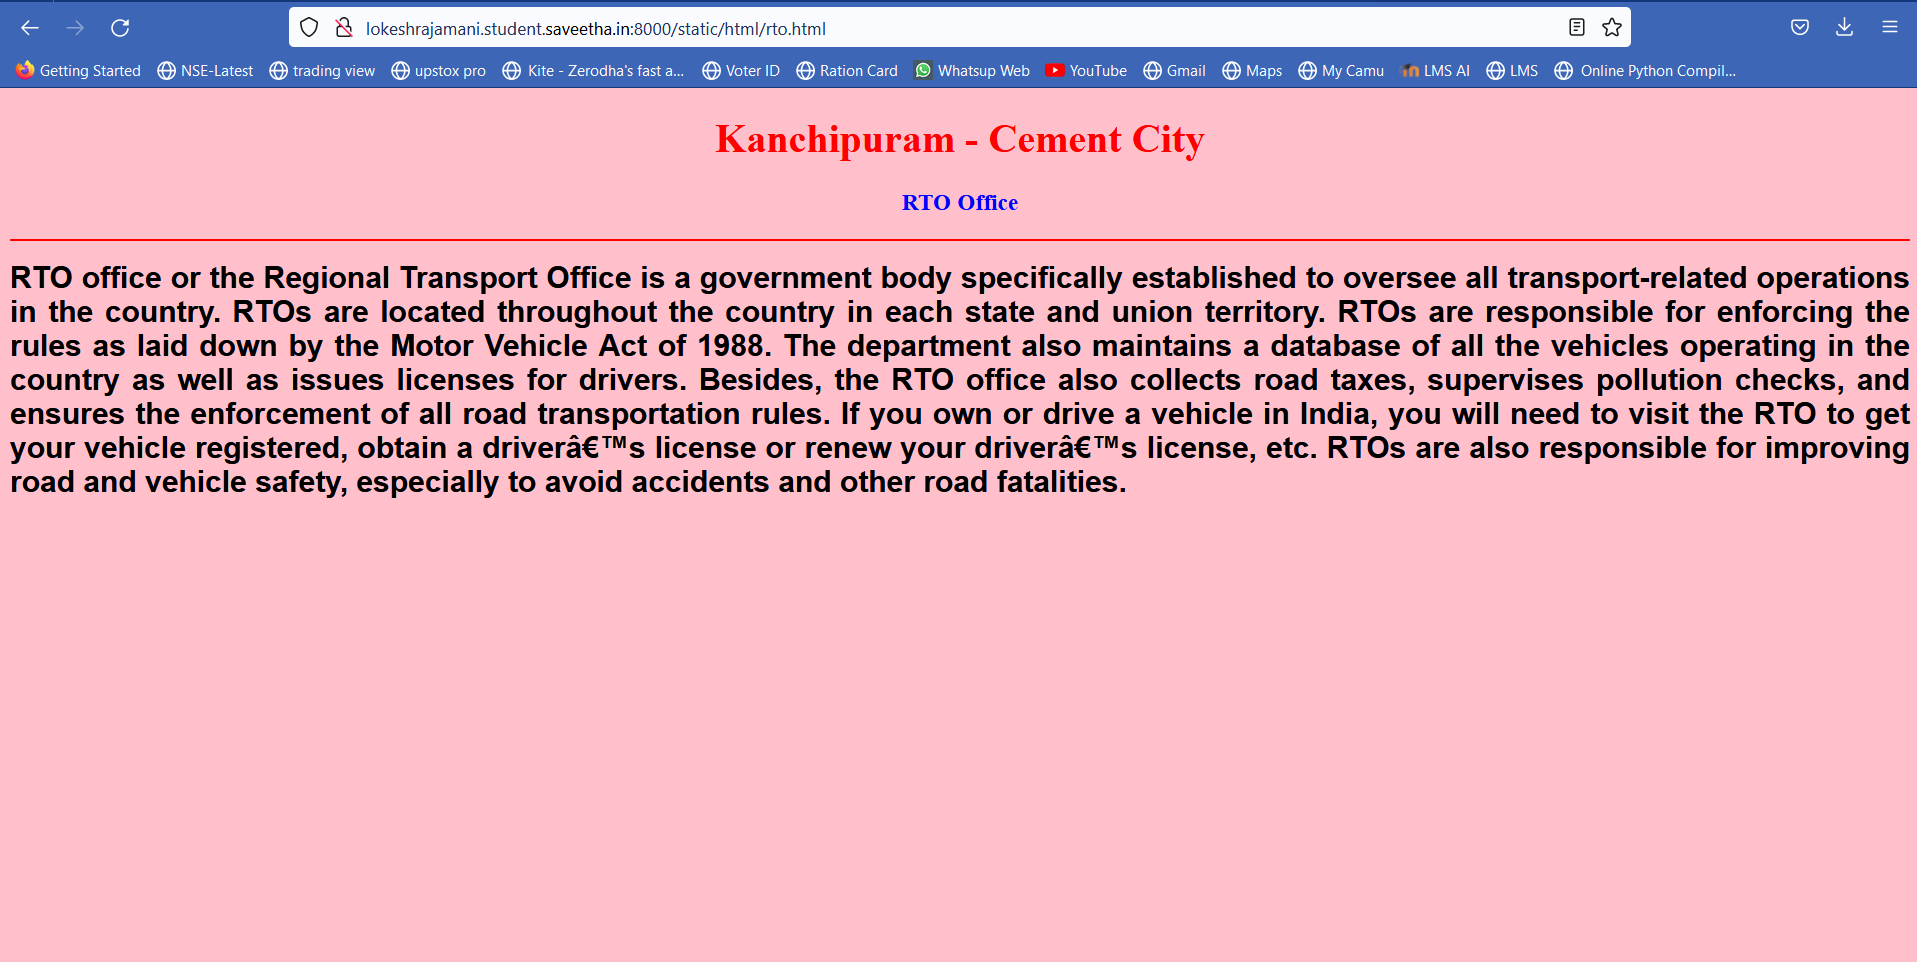 lokeshrajamani.student.saveetha.in:8000/static/html/rto.html
Getting Started NSE-Latest trading view upstox pro Kite - Zerodha's fast a... Voter ID Ration Card Whatsup Web YouTube Gmail Maps My Camu LMS AI LMS Online Python Compil...
Kanchipuram - Cement City
RTO Office
RTO office or the Regional Transport Office is a government body specifically established to oversee all transport-related operations
in the country. RTOs are located throughout the country in each state and union territory. RTOs are responsible for enforcing the
rules as laid down by the Motor Vehicle Act of 1988. The department also maintains a database of all the vehicles operating in the
country as well as issues licenses for drivers. Besides, the RTO office also collects road taxes, supervises pollution checks, and
ensures the enforcement of all road transportation rules. If you own or drive a vehicle in India, you will need to visit the RTO to get
your vehicle registered, obtain a driverâ€™s license or renew your driverâ€™s license, etc. RTOs are also responsible for improving
road and vehicle safety, especially to avoid accidents and other road fatalities.